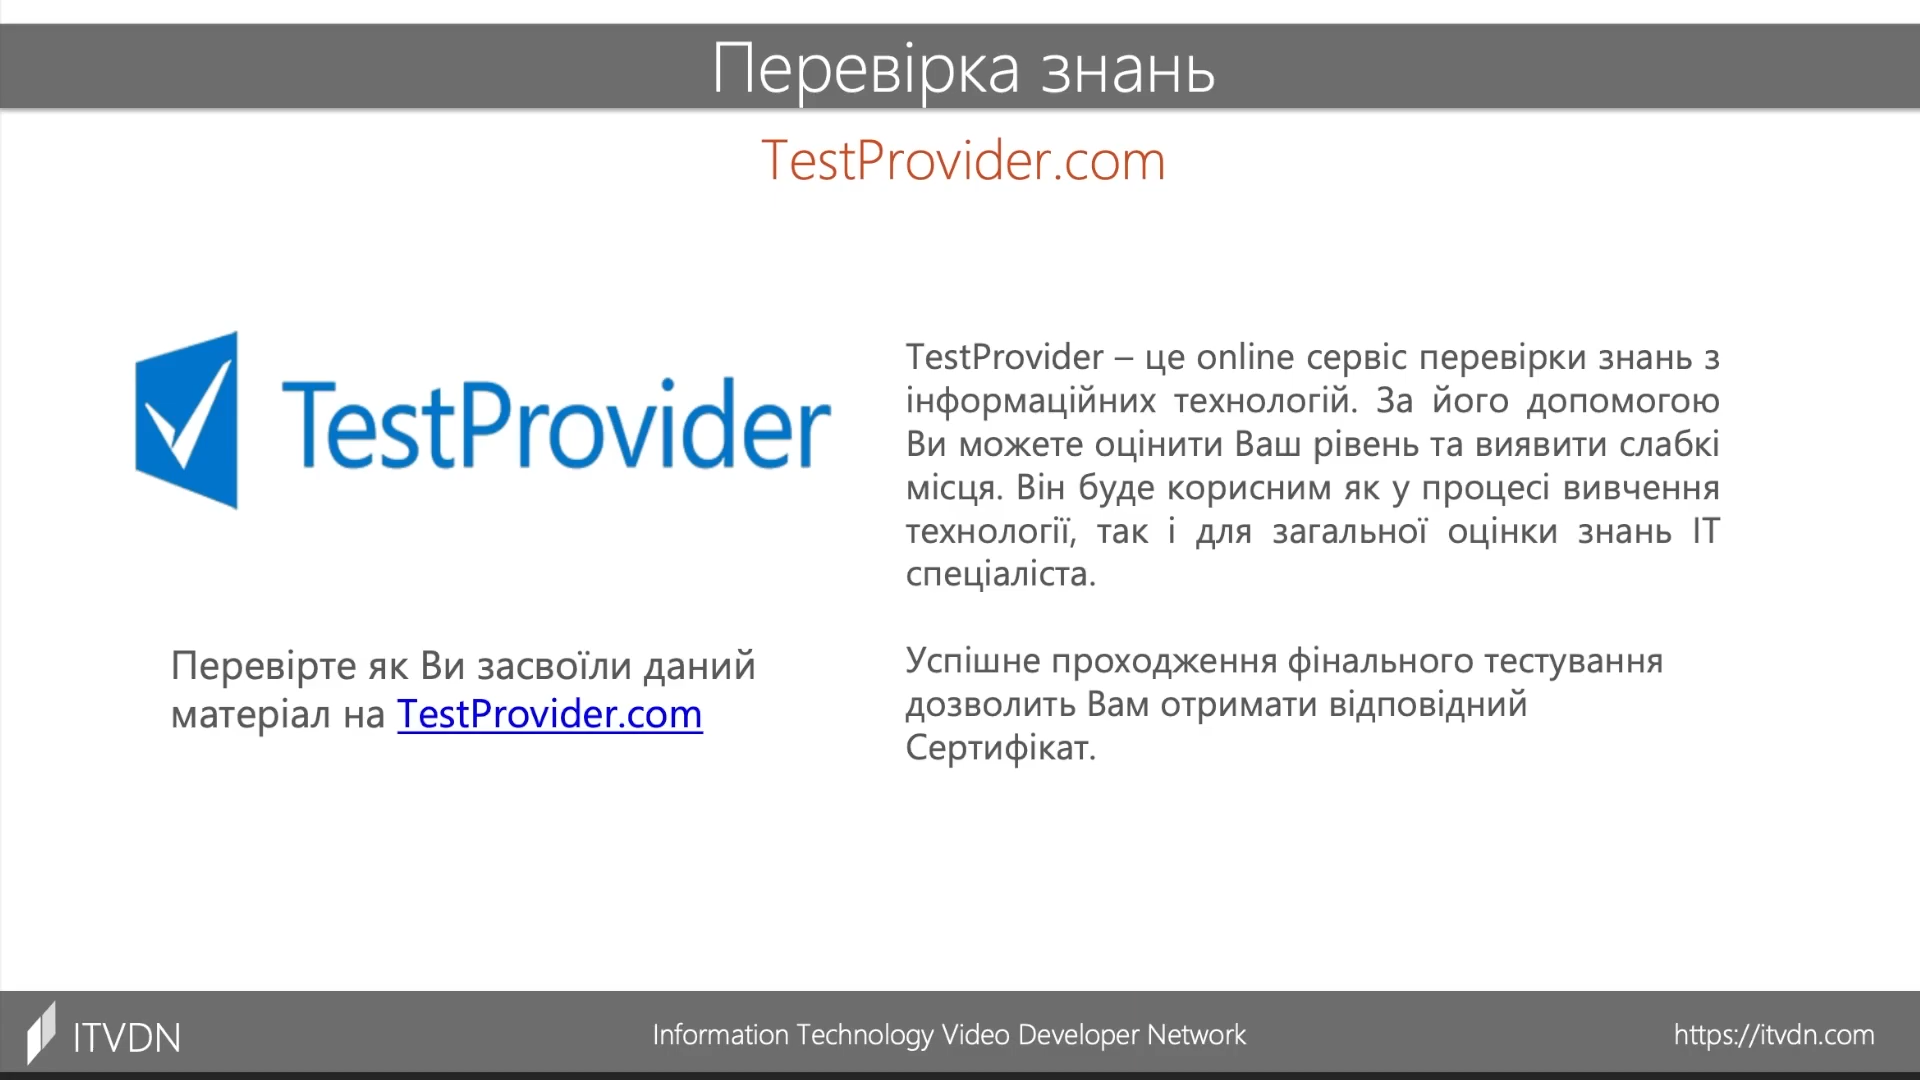 Перевірка знань
TestProvider.com
TestProvider
Перевірте як Ви засвоїли даний
матеріал на TestProvider.com
TestProvider – це online сервіс перевірки знань з
інформаційних технологій. За його допомогою
Ви можете оцінити Ваш рівень та виявити слабкі
місця. Він буде корисним як у процесі вивчення
технології, так і для загальної оцінки знань IT
спеціаліста.
Успішне проходження фінального тестування
дозволить Вам отримати відповідний
Сертифікат.
ITVDN
Information Technology Video Developer Network
https://itvdn.com